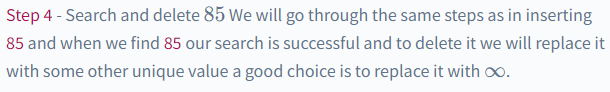 Step 4 - Search and delete 85 We will go through the same steps as in inserting
85 and when we find 85 our search is successful and to delete it we will replace it
with some other unique value a good choice is to replace it with ∞.